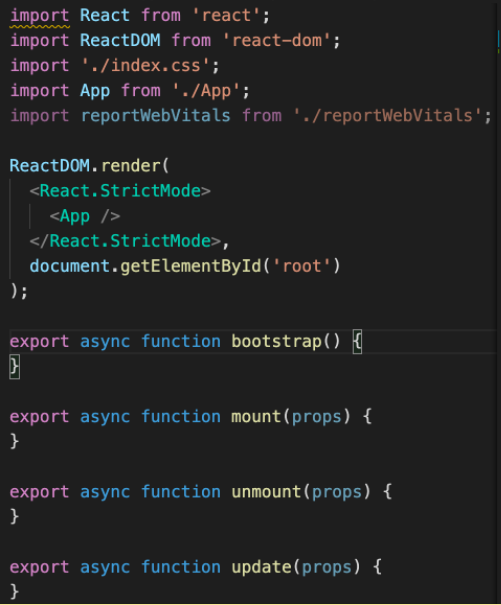 import React from 'react';
import ReactDOM from 'react-dom';
import './index.css';
import App from './App';
import reportWebVitals from './reportWebVitals';
ReactDOM.render(
<React.StrictMode>
<App />
</React.StrictMode>,
document.getElementById('root')
);
export async function bootstrap() {
}
export async function mount(props) {
}
export async function unmount(props) {
}
export async function update(props) {
}